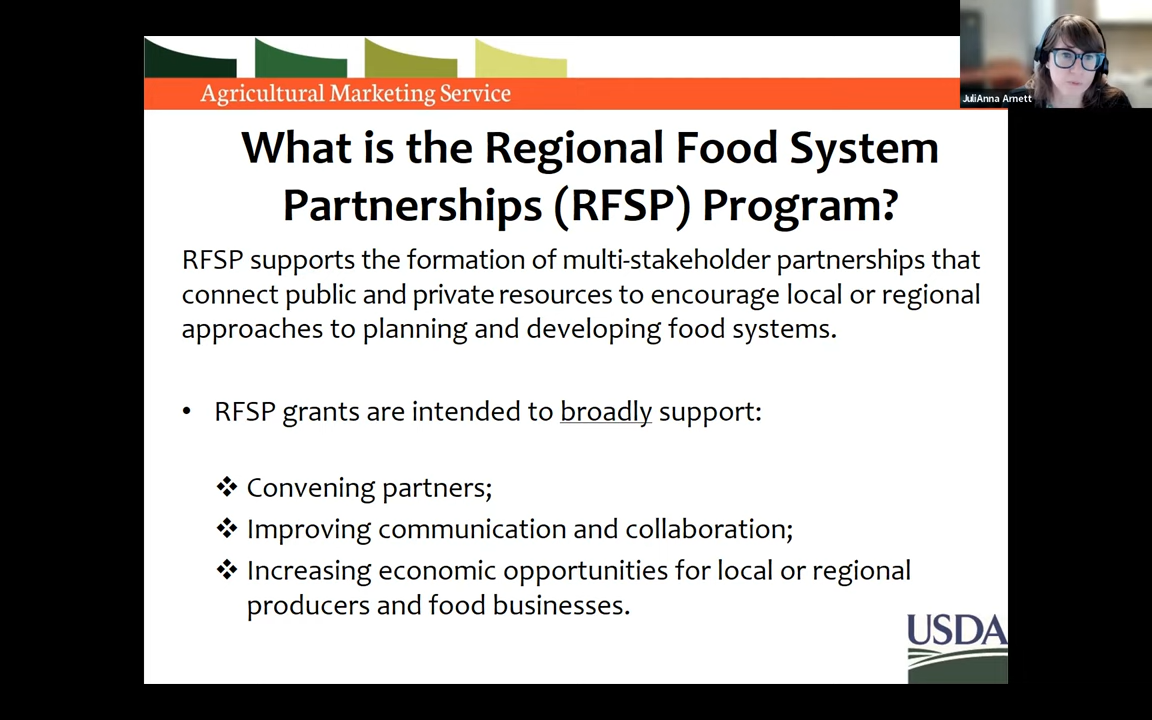 JuliAnna Arnett
Agricultural Marketing Service
What is the Regional Food System
Partnerships (RFSP) Program?
RFSP supports the formation of multi-stakeholder partnerships that
connect public and private resources to encourage local or regional
approaches to planning and developing food systems.
• RFSP grants are intended to broadly support:
❖ Convening partners;
❖ Improving communication and collaboration;
❖ Increasing economic opportunities for local or regional
producers and food businesses.
USDA